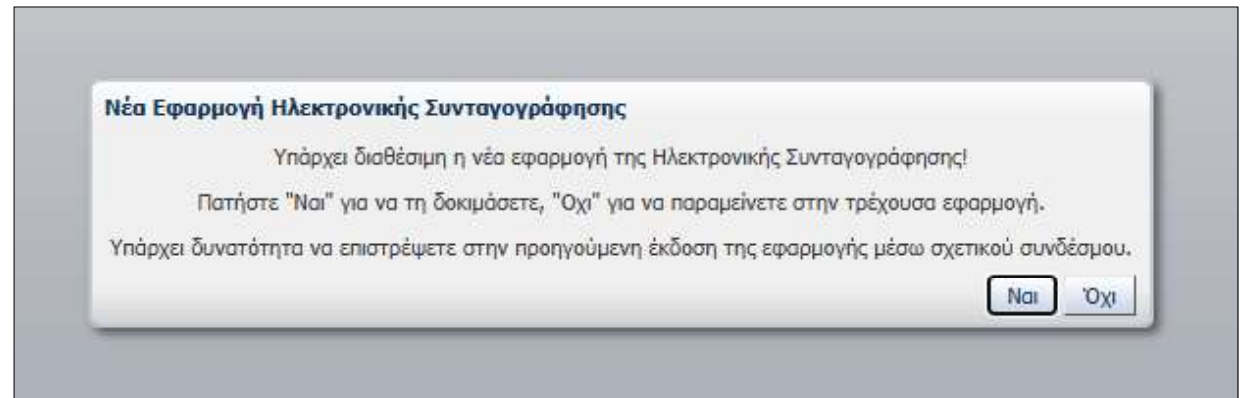 Νέα Εφαρμογή Ηλεκτρονικής Συνταγογράφησης
Υπάρχει διαθέσιμη η νέα εφαρμογή της Ηλεκτρονικής Συνταγογράφησης!
Πατήστε "Ναι" για να τη δοκιμάσετε, "Όχι" για να παραμείνετε στην τρέχουσα εφαρμογή.
Υπάρχει δυνατότητα να επιστρέψετε στην προηγούμενη έκδοση της εφαρμογής μέσω σχετικού συνδέσμου.
Ναι Όχι